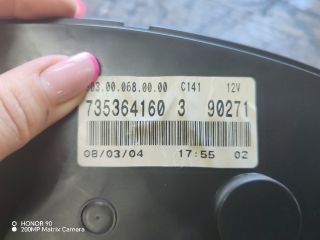 603.00.068.00.00 C141 12V
735364160 3 90271
08/03/04 17:55 02
HONOR 90
200MP Matrix Camera